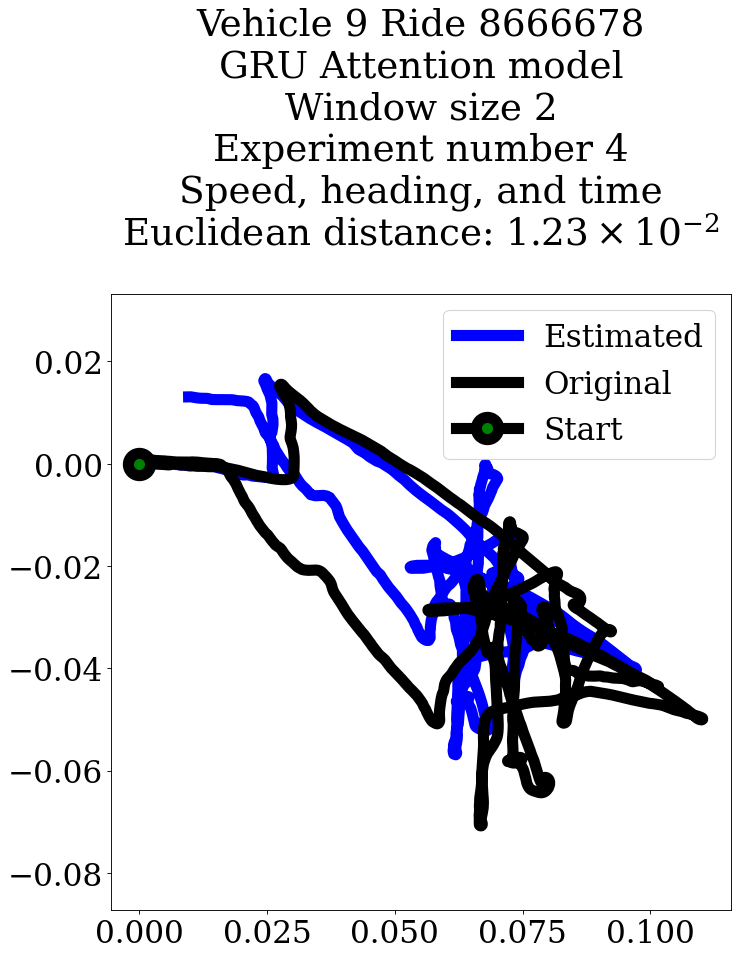 Vehicle 9 Ride 8666678
GRU Attention model
Window size 2
Experiment number 4
Speed, heading, and time
Euclidean distance: 1.23 × 10⁻²
Estimated
Original
Start
0.02
0.00
−0.02
−0.04
−0.06
−0.08
0.000 0.025 0.050 0.075 0.100